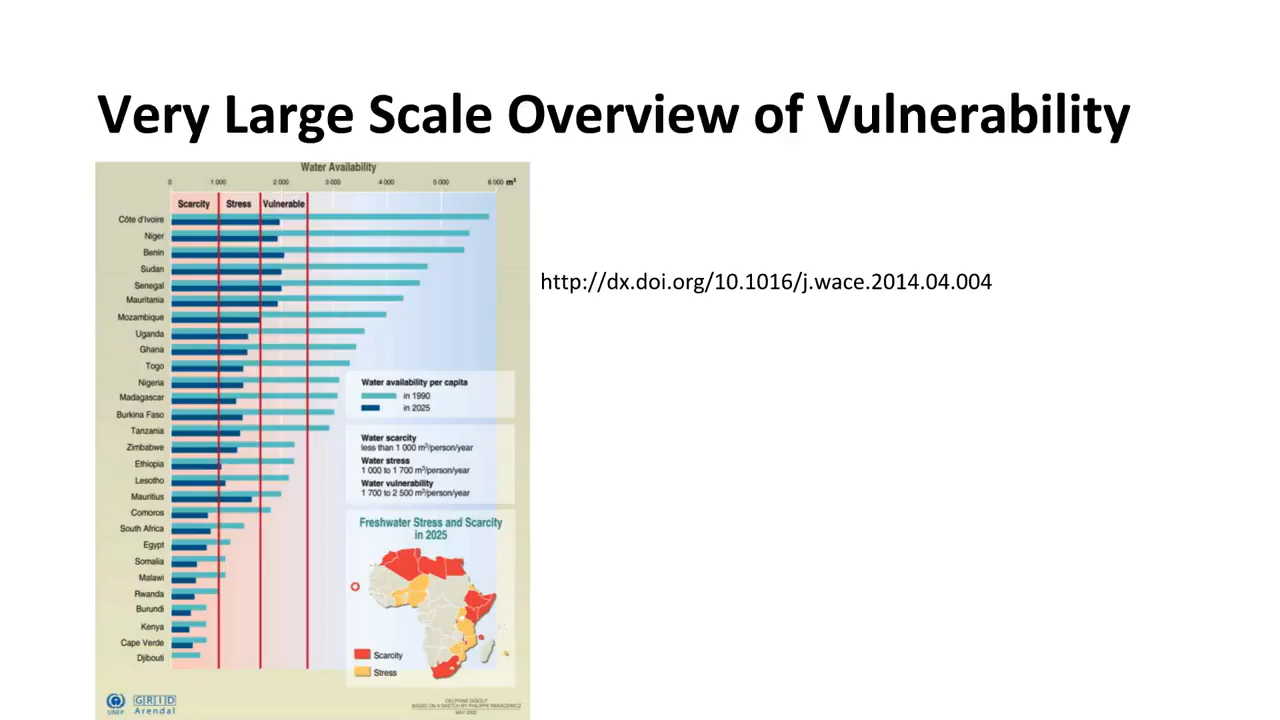 Very Large Scale Overview of Vulnerability
Water Availability
0 1 000 2 000 3 000 4 000 5 000 6 000 m³
Scarcity Stress Vulnerable
Côte d'Ivoire
Niger
Benin
Sudan
Senegal
Mauritania
Mozambique
Uganda
Ghana
Togo
Nigeria
Madagascar
Burkina Faso
Tanzania
Zimbabwe
Ethiopia
Lesotho
Mauritius
Comoros
South Africa
Egypt
Somalia
Malawi
Rwanda
Burundi
Kenya
Cape Verde
Djibouti
Water availability per capita
in 1990
in 2025
Water scarcity
less than 1 000 m³/person/year
Water stress
1 000 to 1 700 m³/person/year
Water vulnerability
1 700 to 2 500 m³/person/year
Freshwater Stress and Scarcity
in 2025
Scarcity
Stress
UNEP
GRID
Arendal
DELPHINE DIGOUT
BASED ON A SKETCH BY PHILIPPE REKACEWICZ
MAY 2002
http://dx.doi.org/10.1016/j.wace.2014.04.004